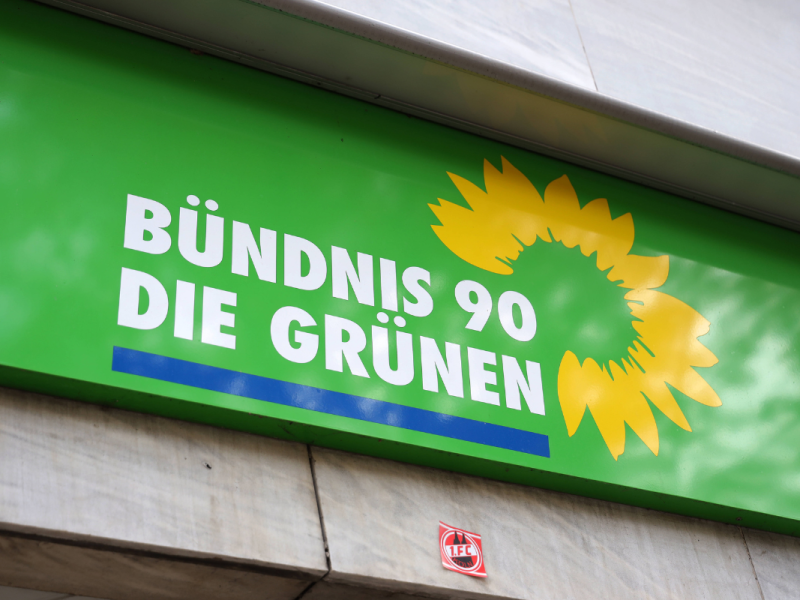 BÜNDNIS 90
DIE GRÜNEN
1.FC